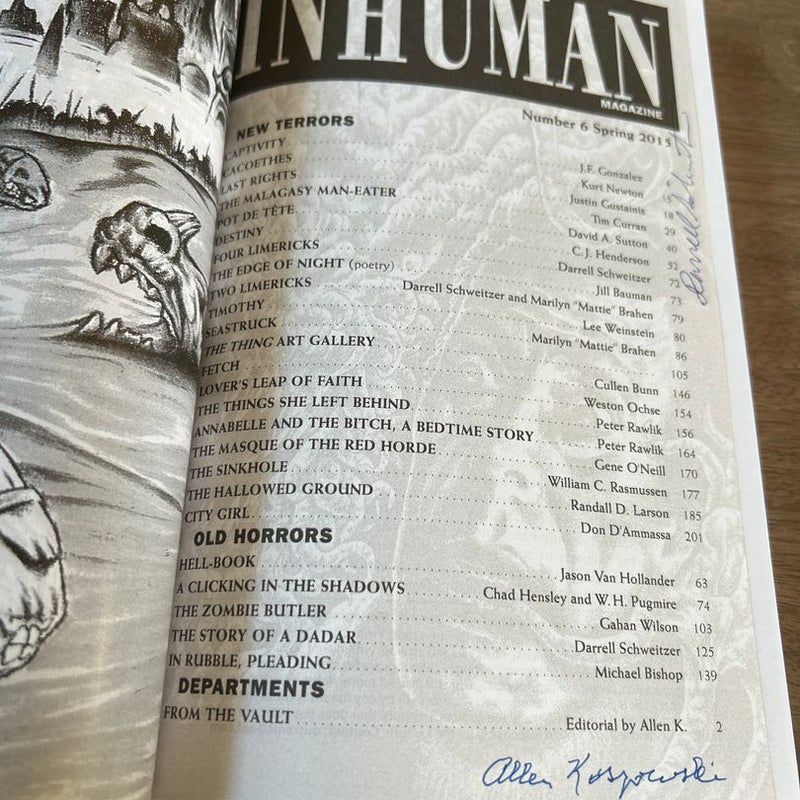 INHUMAN
MAGAZINE
Number 6 Spring 2015
NEW TERRORS
CAPTIVITY J.F. Gonzalez
CACOETHES Kurt Newton 15
LAST RIGHTS Justin Gustainis 18
THE MALAGASY MAN-EATER Tim Curran 29
POT DE TÊTE David A. Sutton 40
DESTINY C.J. Henderson 52
FOUR LIMERICKS Darrell Schweitzer 72
THE EDGE OF NIGHT (poetry) Jill Bauman 73
TWO LIMERICKS Darrell Schweitzer and Marilyn "Mattie" Brahen 79
TIMOTHY Lee Weinstein 80
SEASTRUCK Marilyn "Mattie" Brahen 86
THE THING ART GALLERY 105
FETCH Cullen Bunn 146
LOVER'S LEAP OF FAITH Weston Ochse 154
THE THINGS SHE LEFT BEHIND Peter Rawlik 156
ANNABELLE AND THE BITCH, A BEDTIME STORY Peter Rawlik 164
THE MASQUE OF THE RED HORDE Gene O'Neill 170
THE SINKHOLE William C. Rasmussen 177
THE HALLOWED GROUND Randall D. Larson 185
CITY GIRL Don D'Ammassa 201
OLD HORRORS
HELL-BOOK Jason Van Hollander 63
A CLICKING IN THE SHADOWS Chad Hensley and W. H. Pugmire 74
THE ZOMBIE BUTLER Gahan Wilson 103
THE STORY OF A DADAR Darrell Schweitzer 125
IN RUBBLE, PLEADING Michael Bishop 139
DEPARTMENTS
FROM THE VAULT Editorial by Allen K. 2
Allen Koszowski